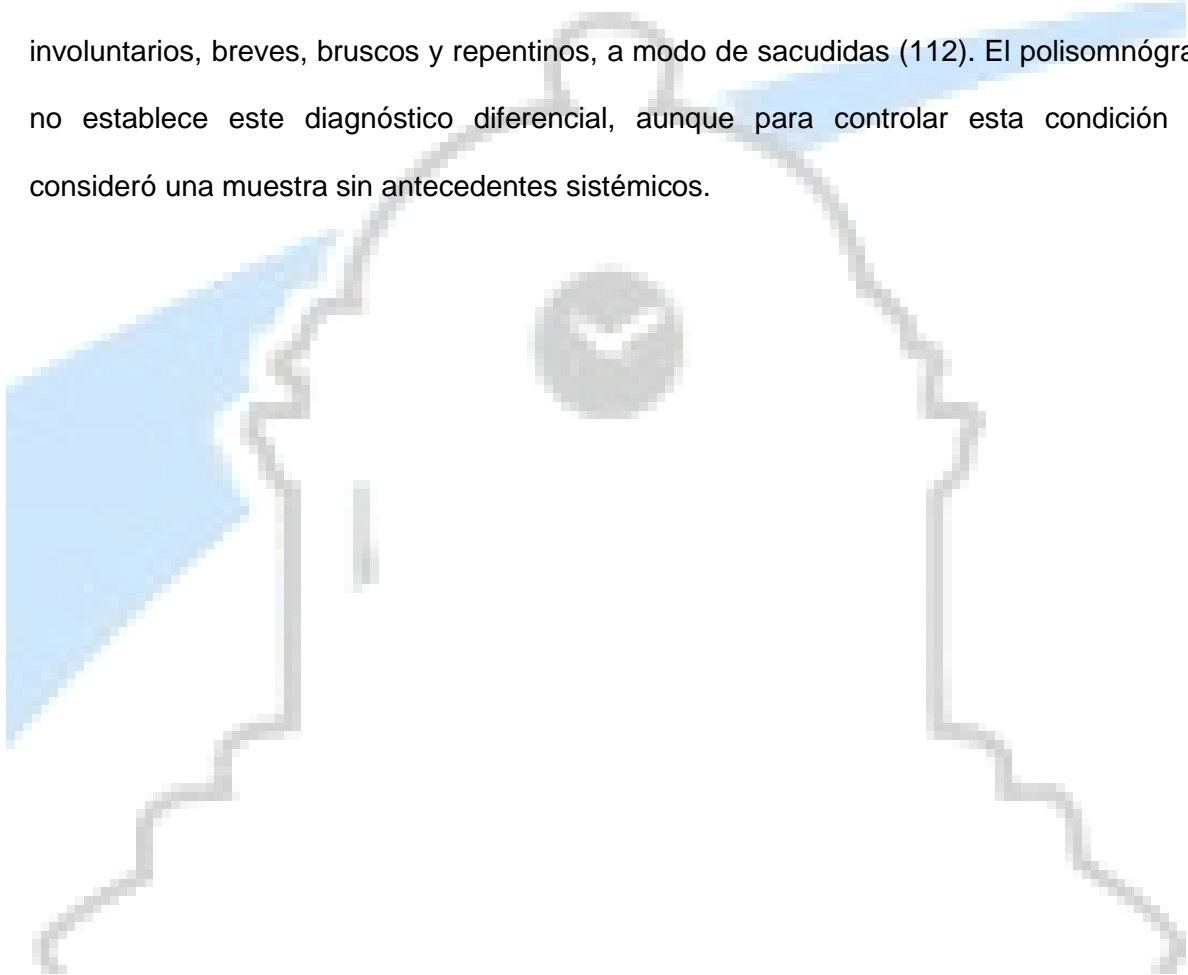 involuntarios, breves, bruscos y repentinos, a modo de sacudidas (112). El polisomnógra
no establece este diagnóstico diferencial, aunque para controlar esta condición
consideró una muestra sin antecedentes sistémicos.